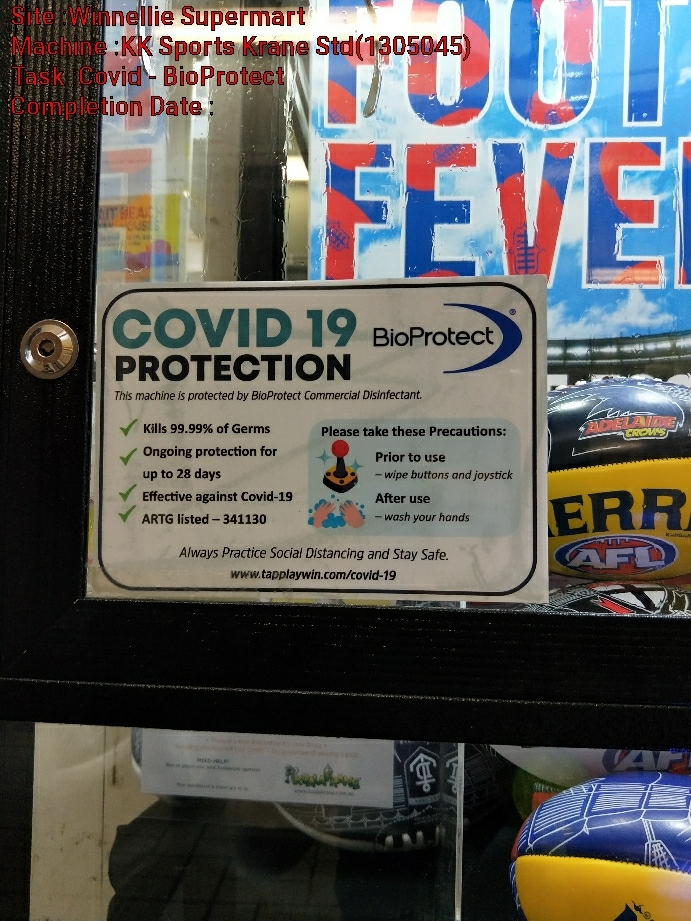 Site: Winnellie Supermart
Machine :KK Sports Krane Std(1305045)
Task Covid - BioProtect
Completion Date :
FOOT
FEVE
COVID 19
PROTECTION
BioProtect®
This machine is protected by BioProtect Commercial Disinfectant.
Kills 99.99% of Germs
Ongoing protection for
up to 28 days
Effective against Covid-19
ARTG listed – 341130
Please take these Precautions:
Prior to use
– wipe buttons and joystick
After use
– wash your hands
Always Practice Social Distancing and Stay Safe.
www.tapplaywin.com/covid-19
ADELAIDE
CROWS
ERRA
AFL
NEED HELP?
AFL